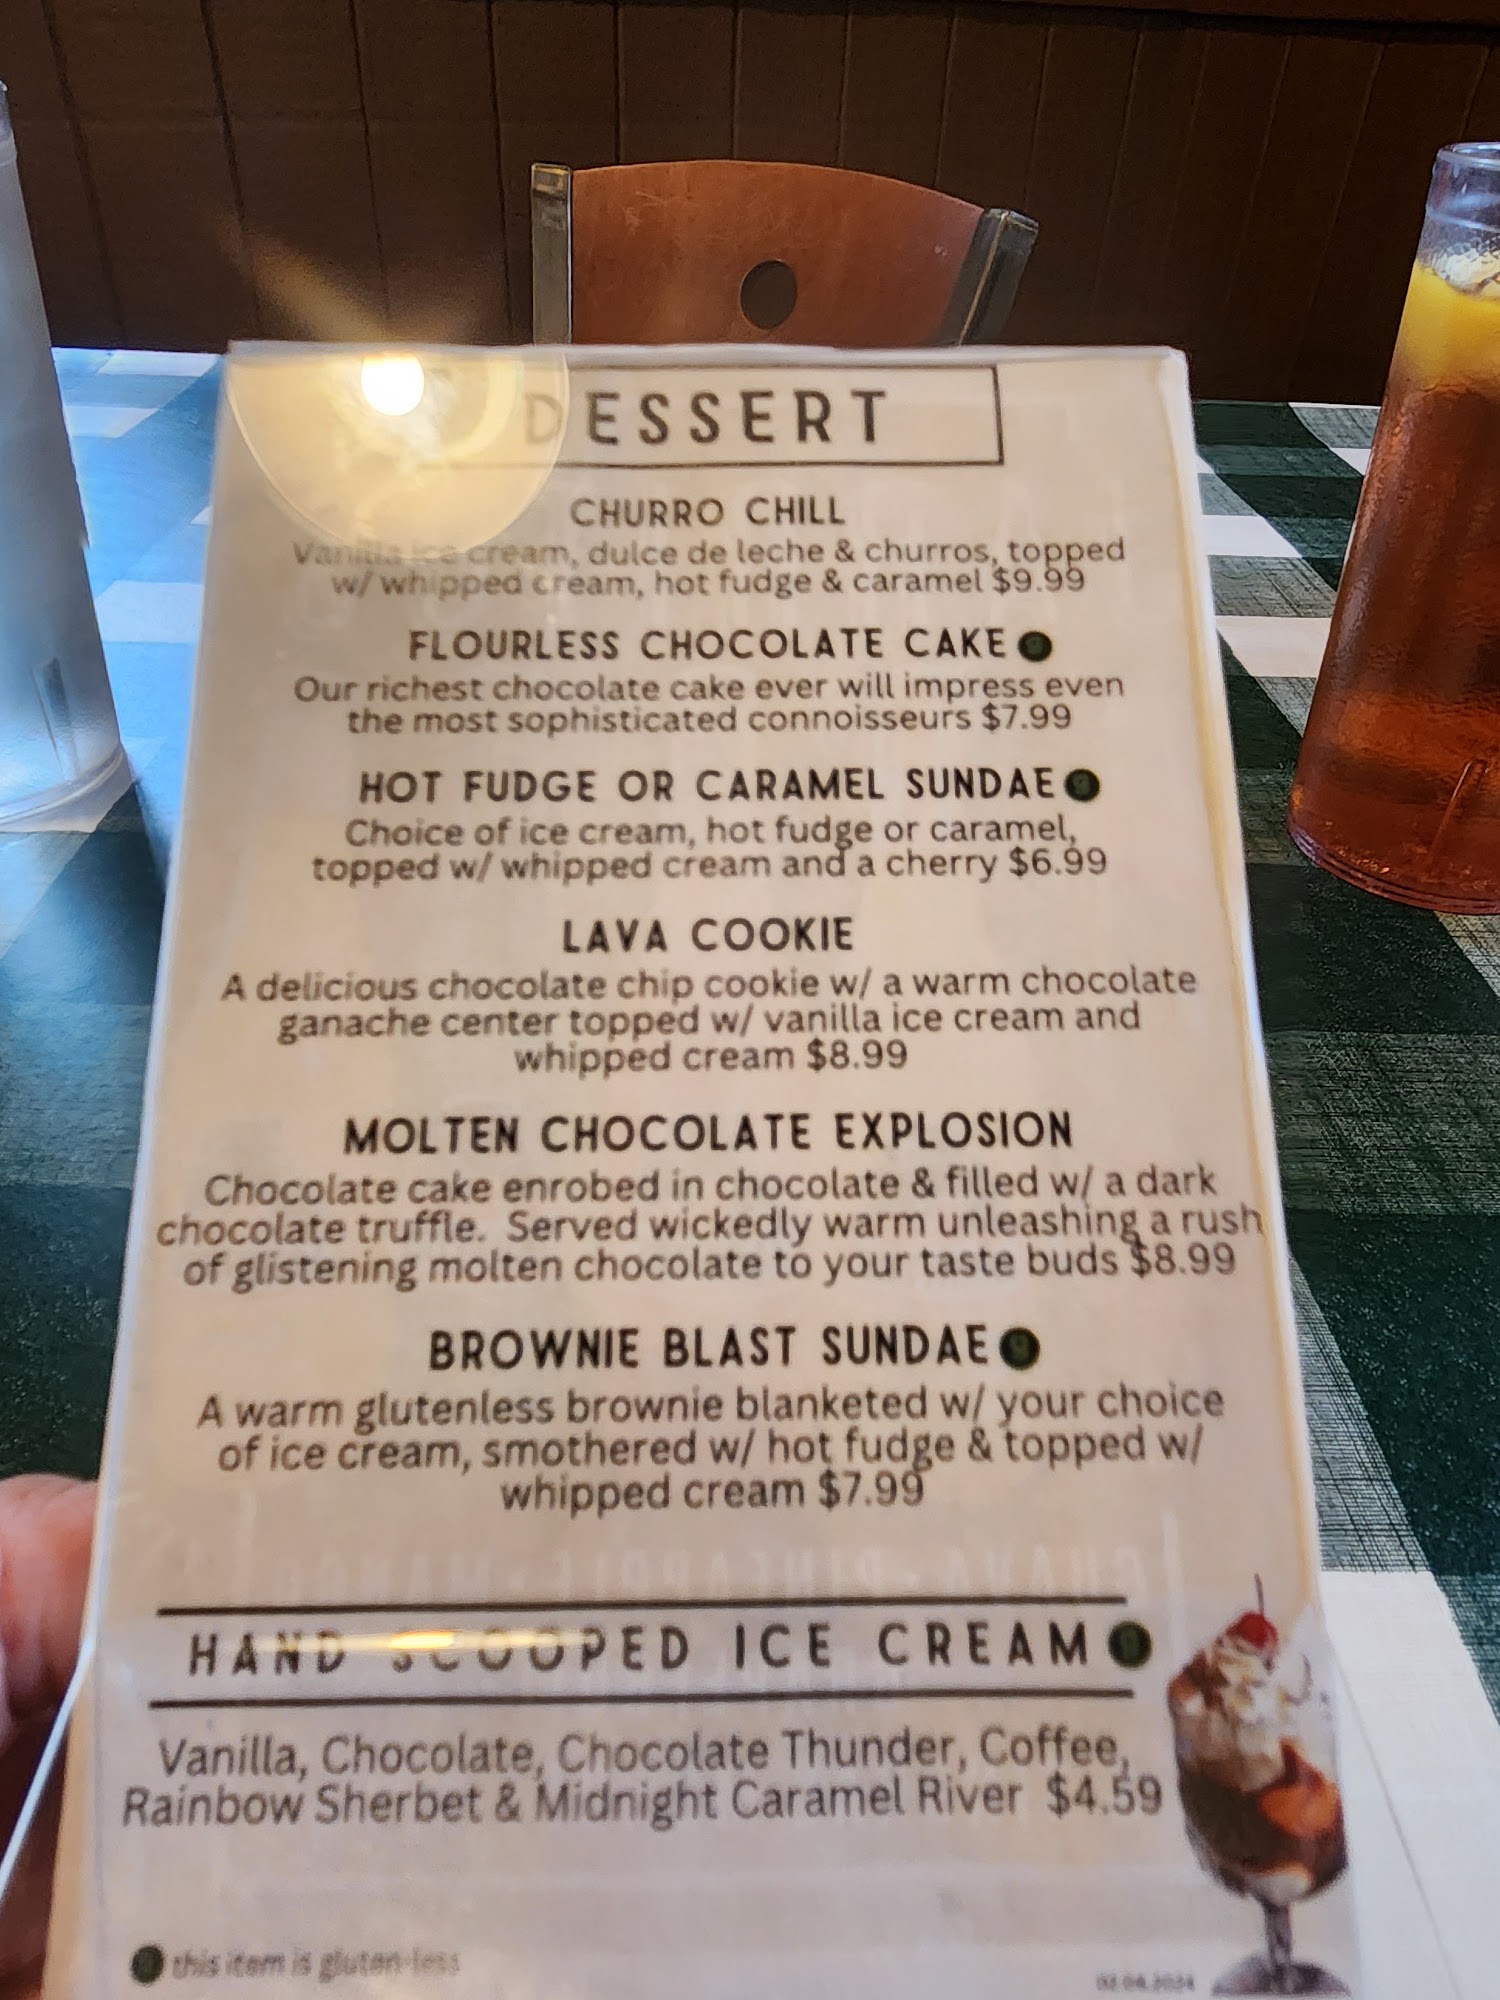 DESSERT
CHURRO CHILL
Vanilla ice cream, dulce de leche & churros, topped
w/ whipped cream, hot fudge & caramel $9.99
FLOURLESS CHOCOLATE CAKE g
Our richest chocolate cake ever will impress even
the most sophisticated connoisseurs $7.99
HOT FUDGE OR CARAMEL SUNDAE g
Choice of ice cream, hot fudge or caramel,
topped w/ whipped cream and a cherry $6.99
LAVA COOKIE
A delicious chocolate chip cookie w/ a warm chocolate
ganache center topped w/ vanilla ice cream and
whipped cream $8.99
MOLTEN CHOCOLATE EXPLOSION
Chocolate cake enrobed in chocolate & filled w/ a dark
chocolate truffle. Served wickedly warm unleashing a rush
of glistening molten chocolate to your taste buds $8.99
BROWNIE BLAST SUNDAE g
A warm glutenless brownie blanketed w/ your choice
of ice cream, smothered w/ hot fudge & topped w/
whipped cream $7.99
HAND SCOOPED ICE CREAM g
Vanilla, Chocolate, Chocolate Thunder, Coffee,
Rainbow Sherbet & Midnight Caramel River $4.59
g this item is gluten-less
02.04.2024